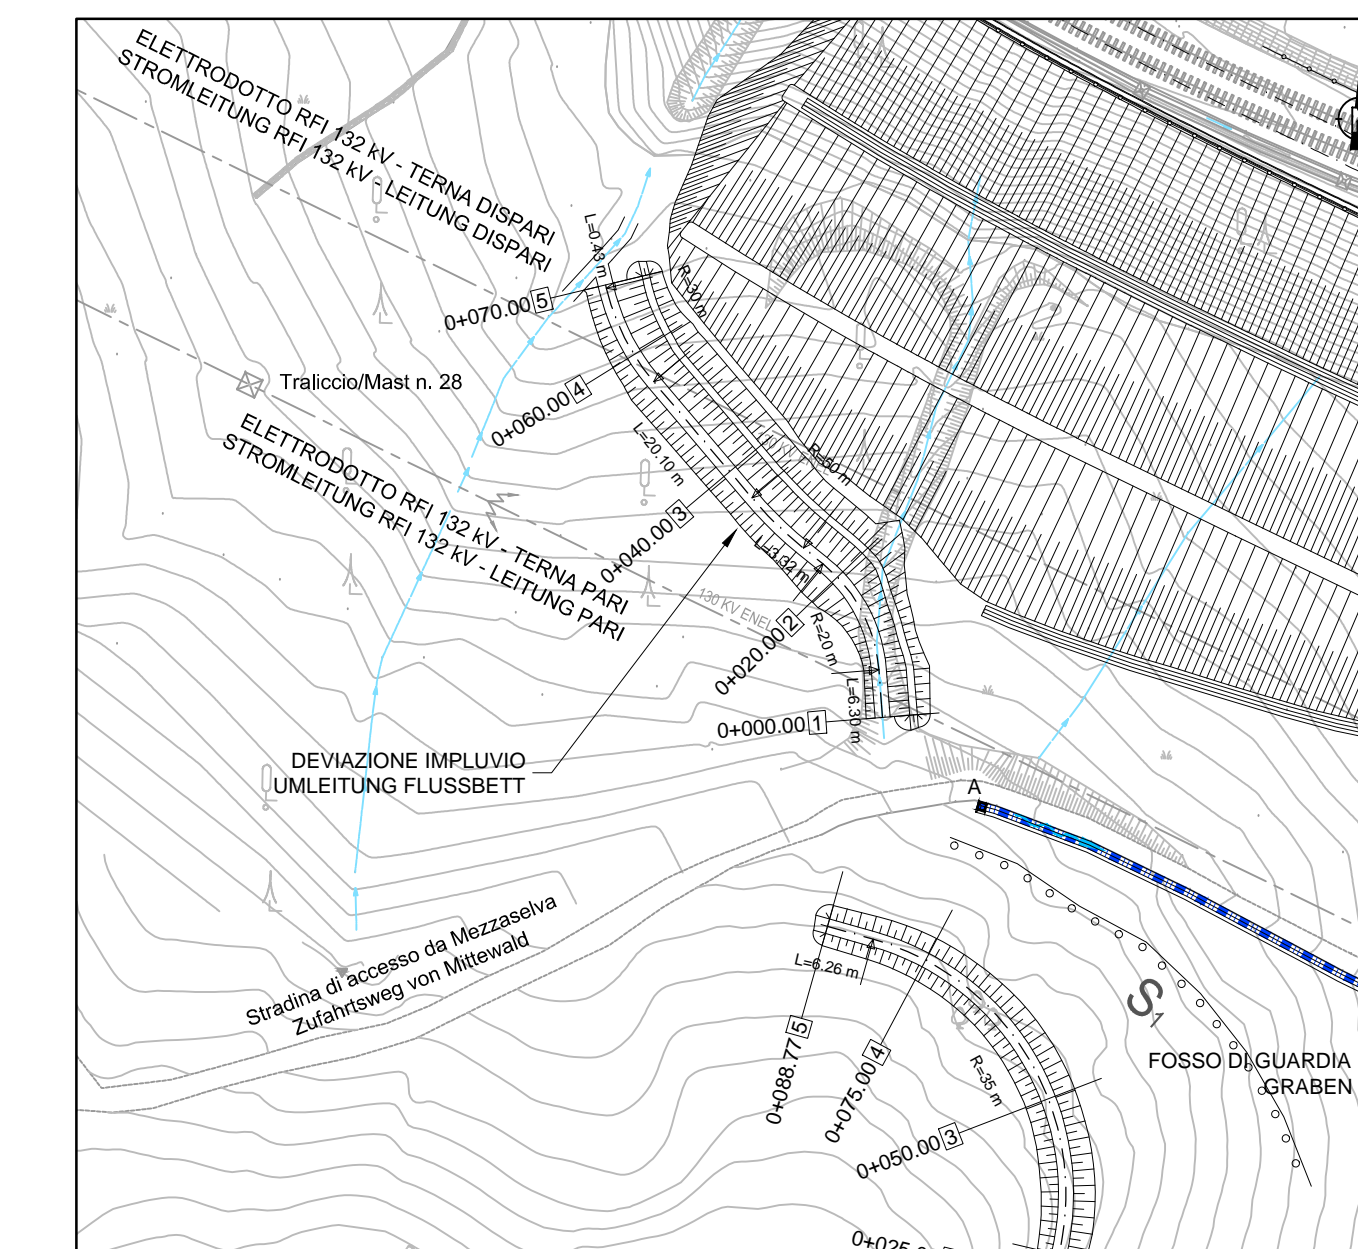 ELETTRODOTTO RFI 132 kV - TERNA DISPARI
STROMLEITUNG RFI 132 kV - LEITUNG DISPARI
L=0.43 m
R=30 m
0+070.00 5
Traliccio/Mast n. 28
0+060.00 4
ELETTRODOTTO RFI 132 kV - TERNA PARI
STROMLEITUNG RFI 132 kV - LEITUNG PARI
L=20.10 m
R=50 m
0+040.00 3
L=3.32 m
130 KV ENEL
0+020.00 2
R=20 m
L=6.30 m
0+000.00 1
DEVIAZIONE IMPLUVIO
UMLEITUNG FLUSSBETT
A
Stradina di accesso da Mezzaselva
Zufahrtsweg von Mittewald
L=6.26 m
S1
0+088.77 5
0+075.00 4
R=35 m
FOSSO DI GUARDIA
GRABEN
0+050.00 3